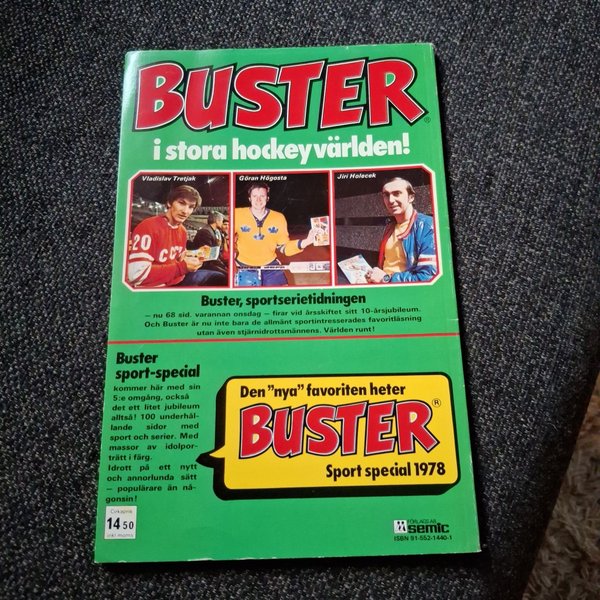 BUSTER®
i stora hockeyvärlden!
Vladislav Tretjak
Göran Högosta
Jiri Holecek
20
CCC
Buster, sportserietidningen
— nu 68 sid. varannan onsdag — firar vid årsskiftet sitt 10-årsjubileum.
Och Buster är nu inte bara de allmänt sportintresserades favoritläsning
utan även stjärnidrottsmännens. Världen runt!
Buster
sport-special
kommer här med sin
5:e omgång, också
det ett litet jubileum
alltså! 100 underhål-
lande sidor med
sport och serier. Med
massor av idolpor-
trätt i färg.
Idrott på ett nytt
och annorlunda sätt
— populärare än nå-
gonsin!
Den "nya" favoriten heter
BUSTER®
Sport special 1978
Cirkapris
14 50
inkl moms
FÖRLAGS AB
semic
ISBN 91-552-1440-1